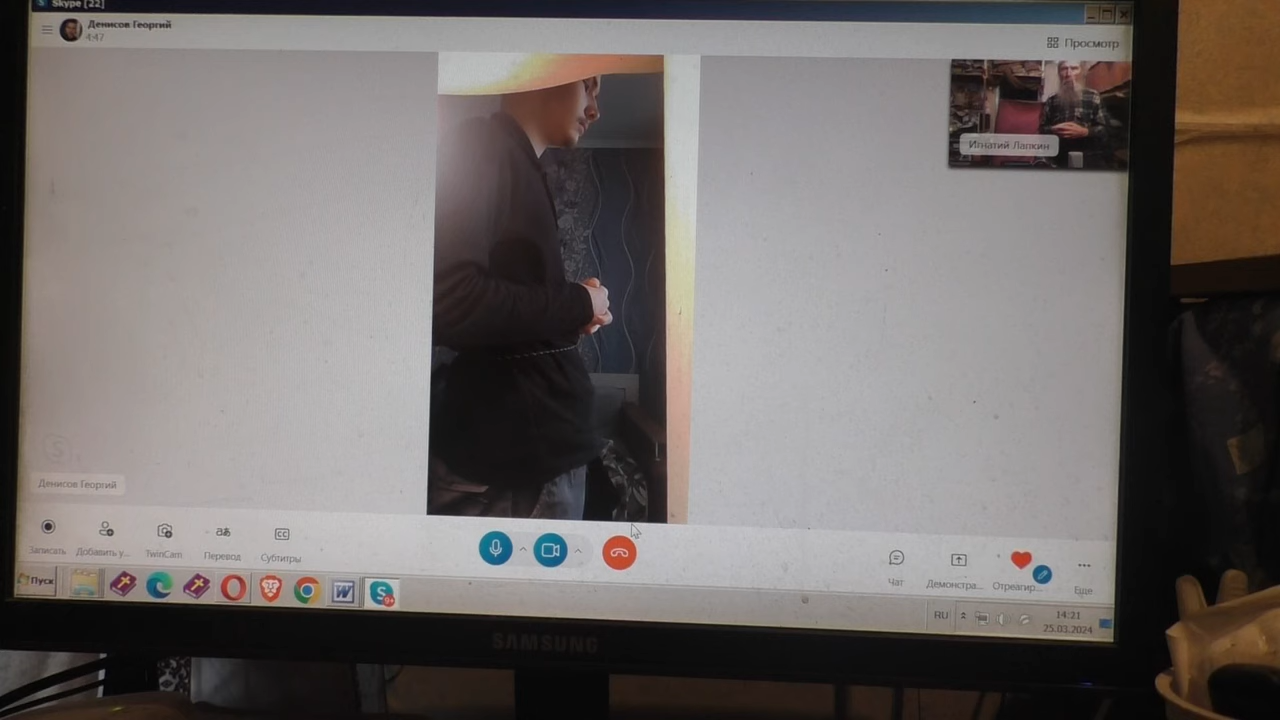 Skype [22]
Денисов Георгий
4:47
Просмотр
Игнатий Лапкин
Денисов Георгий
Записать
Добавить у...
TwinCam
Перевод
Субтитры
Чат
Демонстра...
Отреагир...
Еще
Пуск
RU
14:21
25.03.2024
SAMSUNG